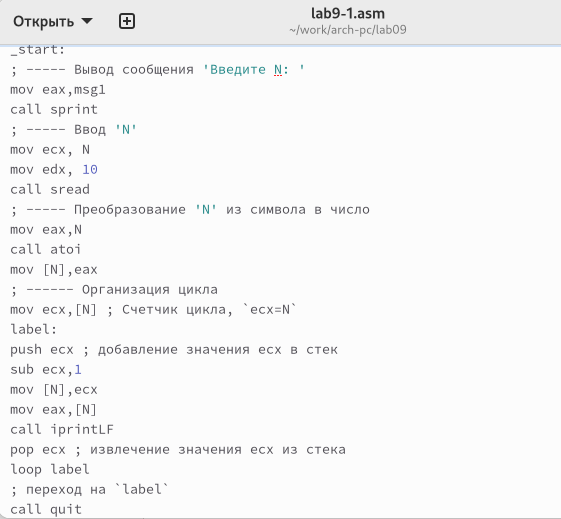 Открыть
lab9-1.asm
~/work/arch-pc/lab09
_start:
; ----- Вывод сообщения 'Введите N: '
mov eax,msg1
call sprint
; ----- Ввод 'N'
mov ecx, N
mov edx, 10
call sread
; ----- Преобразование 'N' из символа в число
mov eax,N
call atoi
mov [N],eax
; ------ Организация цикла
mov ecx,[N] ; Счетчик цикла, `ecx=N`
label:
push ecx ; добавление значения ecx в стек
sub ecx,1
mov [N],ecx
mov eax,[N]
call iprintLF
pop ecx ; извлечение значения ecx из стека
loop label
; переход на `label`
call quit